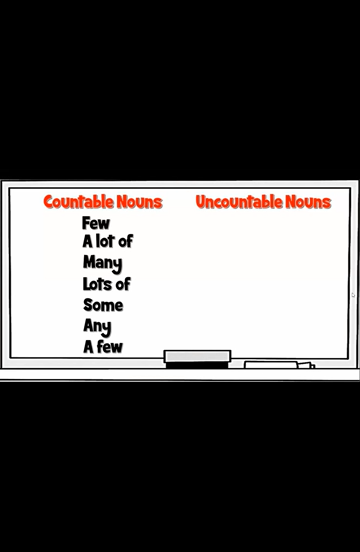 Countable Nouns Uncountable Nouns
Few
A lot of
Many
Lots of
Some
Any
A few